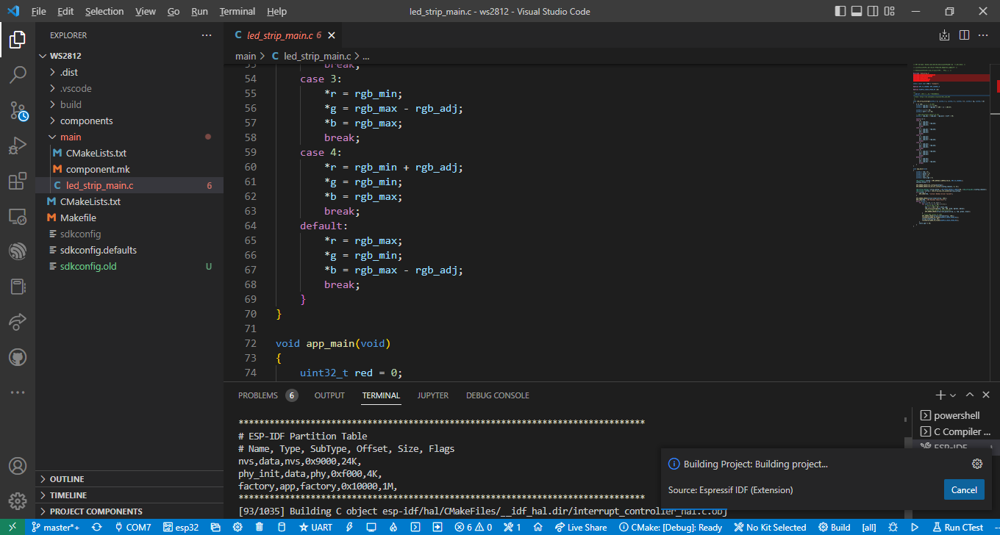 File Edit Selection View Go Run Terminal Help
led_strip_main.c - ws2812 - Visual Studio Code
EXPLORER
WS2812
.dist
.vscode
build
components
main
CMakeLists.txt
component.mk
led_strip_main.c 6
CMakeLists.txt
Makefile
sdkconfig
sdkconfig.defaults
sdkconfig.old U
OUTLINE
TIMELINE
PROJECT COMPONENTS
led_strip_main.c 6
main > C led_strip_main.c > ...
53 break;
54 case 3:
55 *r = rgb_min;
56 *g = rgb_max - rgb_adj;
57 *b = rgb_max;
58 break;
59 case 4:
60 *r = rgb_min + rgb_adj;
61 *g = rgb_min;
62 *b = rgb_max;
63 break;
64 default:
65 *r = rgb_max;
66 *g = rgb_min;
67 *b = rgb_max - rgb_adj;
68 break;
69 }
70 }
71
72 void app_main(void)
73 {
74 uint32_t red = 0;
PROBLEMS 6 OUTPUT TERMINAL JUPYTER DEBUG CONSOLE
*******************************************************************************
# ESP-IDF Partition Table
# Name, Type, SubType, Offset, Size, Flags
nvs,data,nvs,0x9000,24K,
phy_init,data,phy,0xf000,4K,
factory,app,factory,0x10000,1M,
*******************************************************************************
[93/1035] Building C object esp-idf/hal/CMakeFiles/__idf_hal.dir/interrupt_controller_hal.c.obj
powershell
C Compiler ...
ESP-IDF
Building Project: Building project...
Source: Espressif IDF (Extension)
Cancel
master*+ COM7 esp32 UART 6 0 1 Live Share CMake: [Debug]: Ready No Kit Selected Build [all] Run CTest